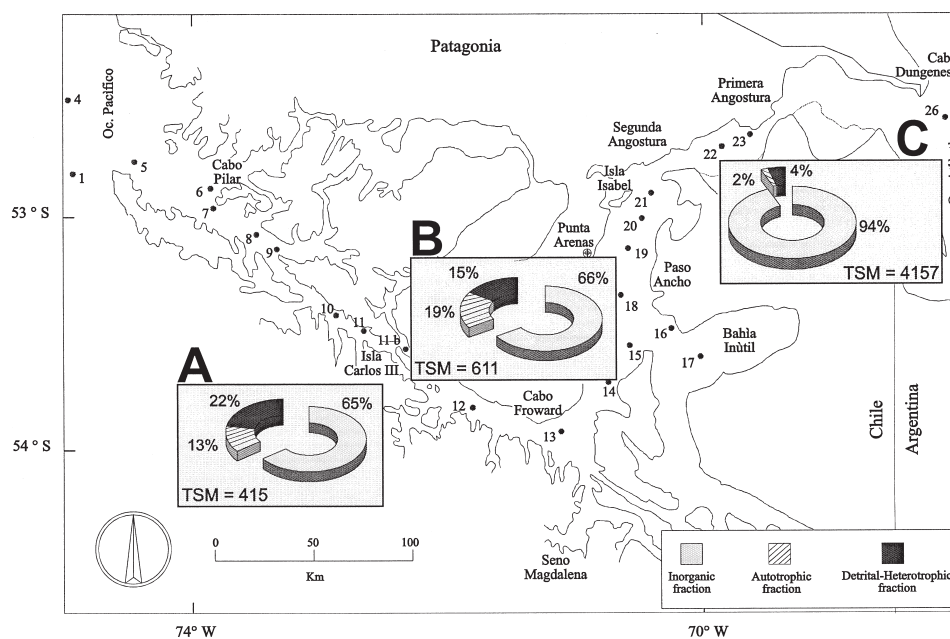 Patagonia
Oc. Pacifico
Cab
Dungenes
Primera
Angostura
Segunda
Angostura
4
26
C
23
22
5
1
Cabo
Pilar
6
7
Isla
Isabel
21
20
2%
4%
94%
TSM = 4157
53° S
8
9
B
Punta
Arenas
19
Paso
Ancho
15%
66%
19%
TSM = 611
18
10
11
11 b
Isla
Carlos III
16
15
17
Bahìa
Inùtil
14
A
22%
65%
13%
TSM = 415
12
Cabo
Froward
13
Chile
Argentina
54° S
0
50
100
Km
Seno
Magdalena
Inorganic
fraction
Autotrophic
fraction
Detrital-Heterotrophic
fraction
74° W
70° W